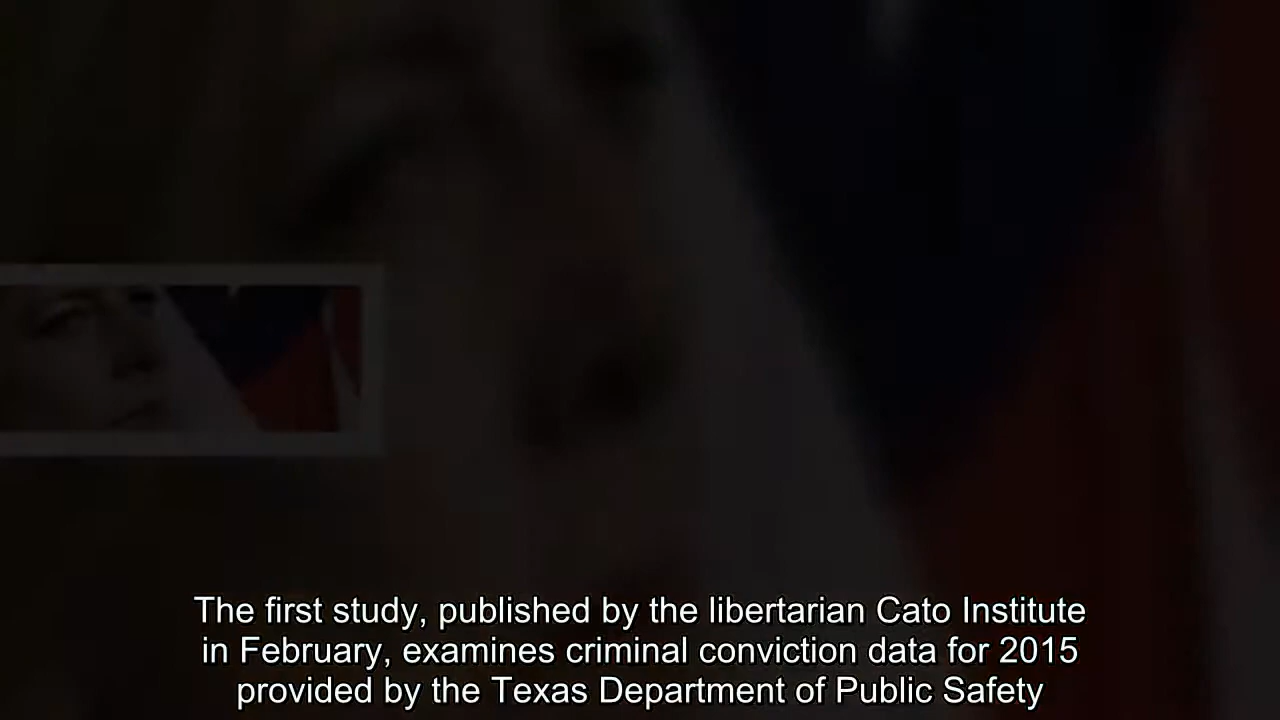 The first study, published by the libertarian Cato Institute
in February, examines criminal conviction data for 2015
provided by the Texas Department of Public Safety